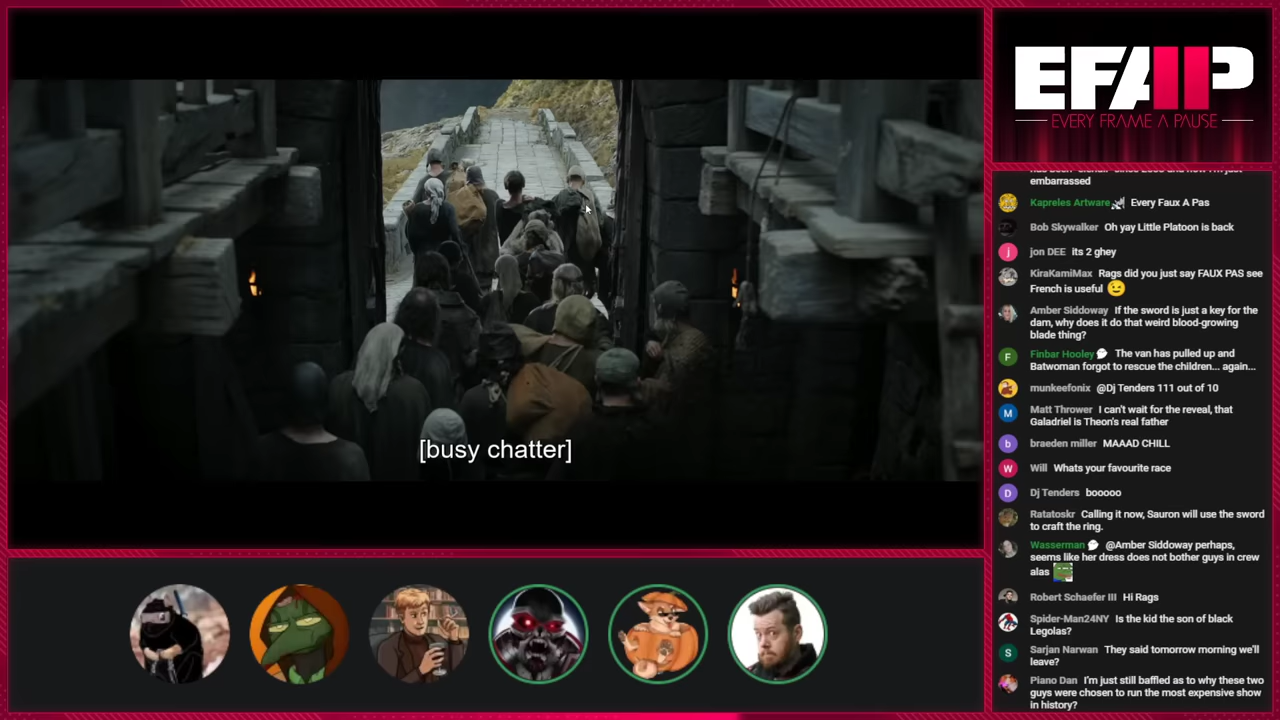 [busy chatter]
EFAP
EVERY FRAME A PAUSE
embarrassed
Kapreles Artware Every Faux A Pas
Bob Skywalker Oh yay Little Platoon is back
jon DEE its 2 ghey
KiraKamiMax Rags did you just say FAUX PAS see
French is useful 😉
Amber Siddoway If the sword is just a key for the
dam, why does it do that weird blood-growing
blade thing?
Finbar Hooley The van has pulled up and
Batwoman forgot to rescue the children... again...
munkeefonix @Dj Tenders 111 out of 10
Matt Thrower I can't wait for the reveal, that
Galadriel is Theon's real father
braeden miller MAAAD CHILL
Will Whats your favourite race
Dj Tenders booooo
Ratatoskr Calling it now, Sauron will use the sword
to craft the ring.
Wasserman @Amber Siddoway perhaps,
seems like her dress does not bother guys in crew
alas
Robert Schaefer III Hi Rags
Spider-Man24NY Is the kid the son of black
Legolas?
Sarjan Narwan They said tomorrow morning we'll
leave?
Piano Dan I'm just still baffled as to why these two
guys were chosen to run the most expensive show
in history?